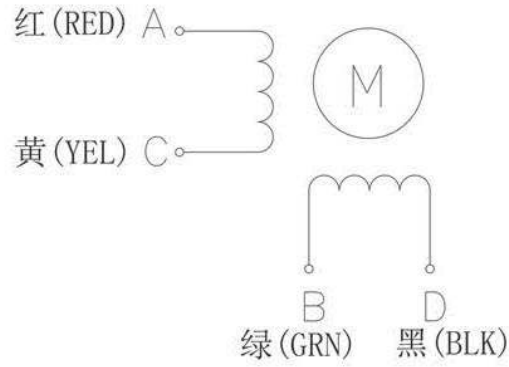 红(RED) A
M
黄(YEL) C
B D
绿(GRN) 黑(BLK)